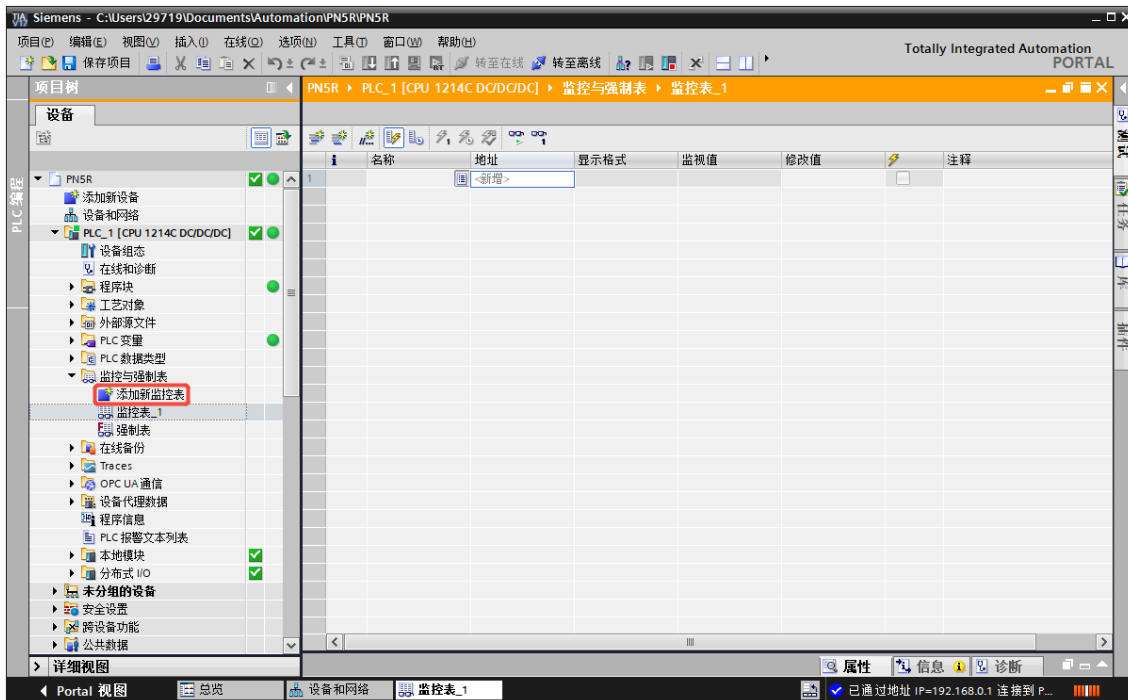 Siemens - C:\Users\29719\Documents\Automation\PN5R\PN5R
项目(P) 编辑(E) 视图(V) 插入(I) 在线(O) 选项(N) 工具(T) 窗口(W) 帮助(H)
Totally Integrated Automation
PORTAL
保存项目 转至在线 转至离线
项目树
PN5R PLC_1 [CPU 1214C DC/DC/DC] 监控与强制表 监控表_1
设备
i 名称 地址 显示格式 监视值 修改值 注释
1 <新增>
PLC 编程
PN5R
添加新设备
设备和网络
PLC_1 [CPU 1214C DC/DC/DC]
设备组态
在线和诊断
程序块
工艺对象
外部源文件
PLC 变量
PLC 数据类型
监控与强制表
添加新监控表
监控表_1
强制表
在线备份
Traces
OPC UA 通信
设备代理数据
程序信息
PLC 报警文本列表
本地模块
分布式 I/O
未分组的设备
安全设置
跨设备功能
公共数据
任务
库
插件
详细视图
属性 信息 诊断
Portal 视图 总览 设备和网络 监控表_1 已通过地址 IP=192.168.0.1 连接到 P...